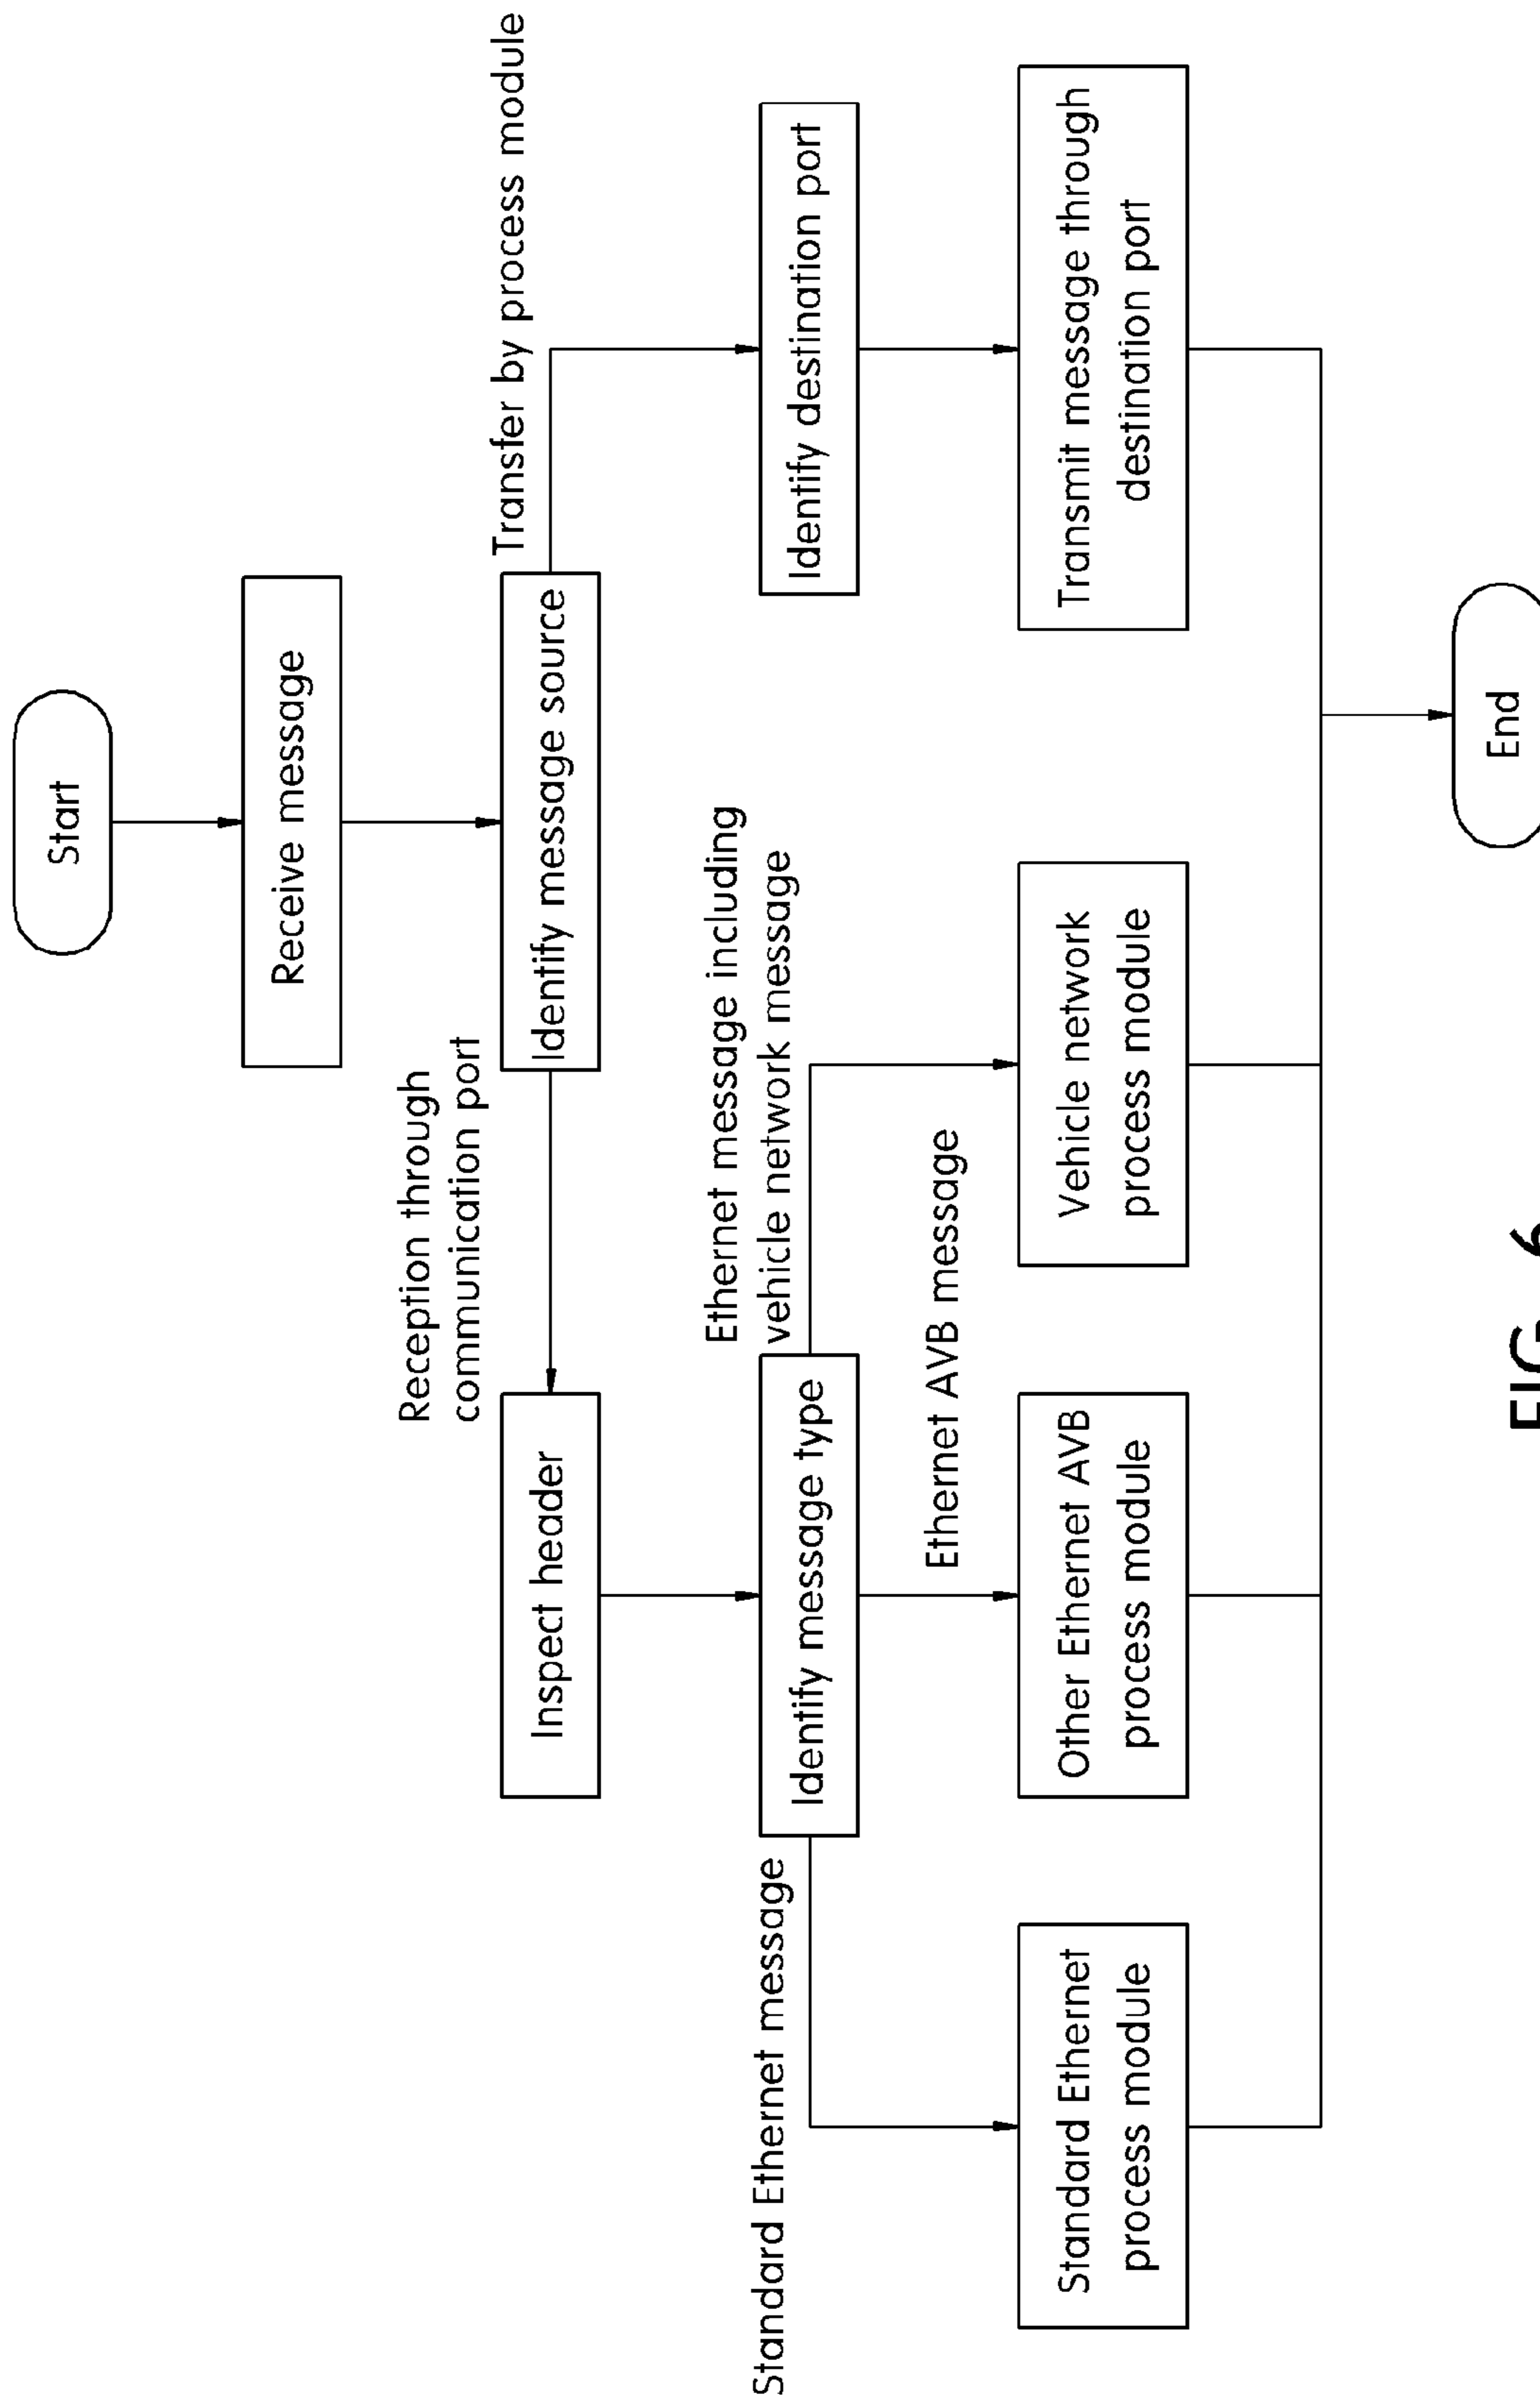 Start
Receive message
Reception through
communication port
Identify message source
Transfer by process module
Inspect header
Identify destination port
Standard Ethernet message
Identify message type
Ethernet message including
vehicle network message
Ethernet AVB message
Standard Ethernet
process module
Other Ethernet AVB
process module
Vehicle network
process module
Transmit message through
destination port
End
FIG. 6